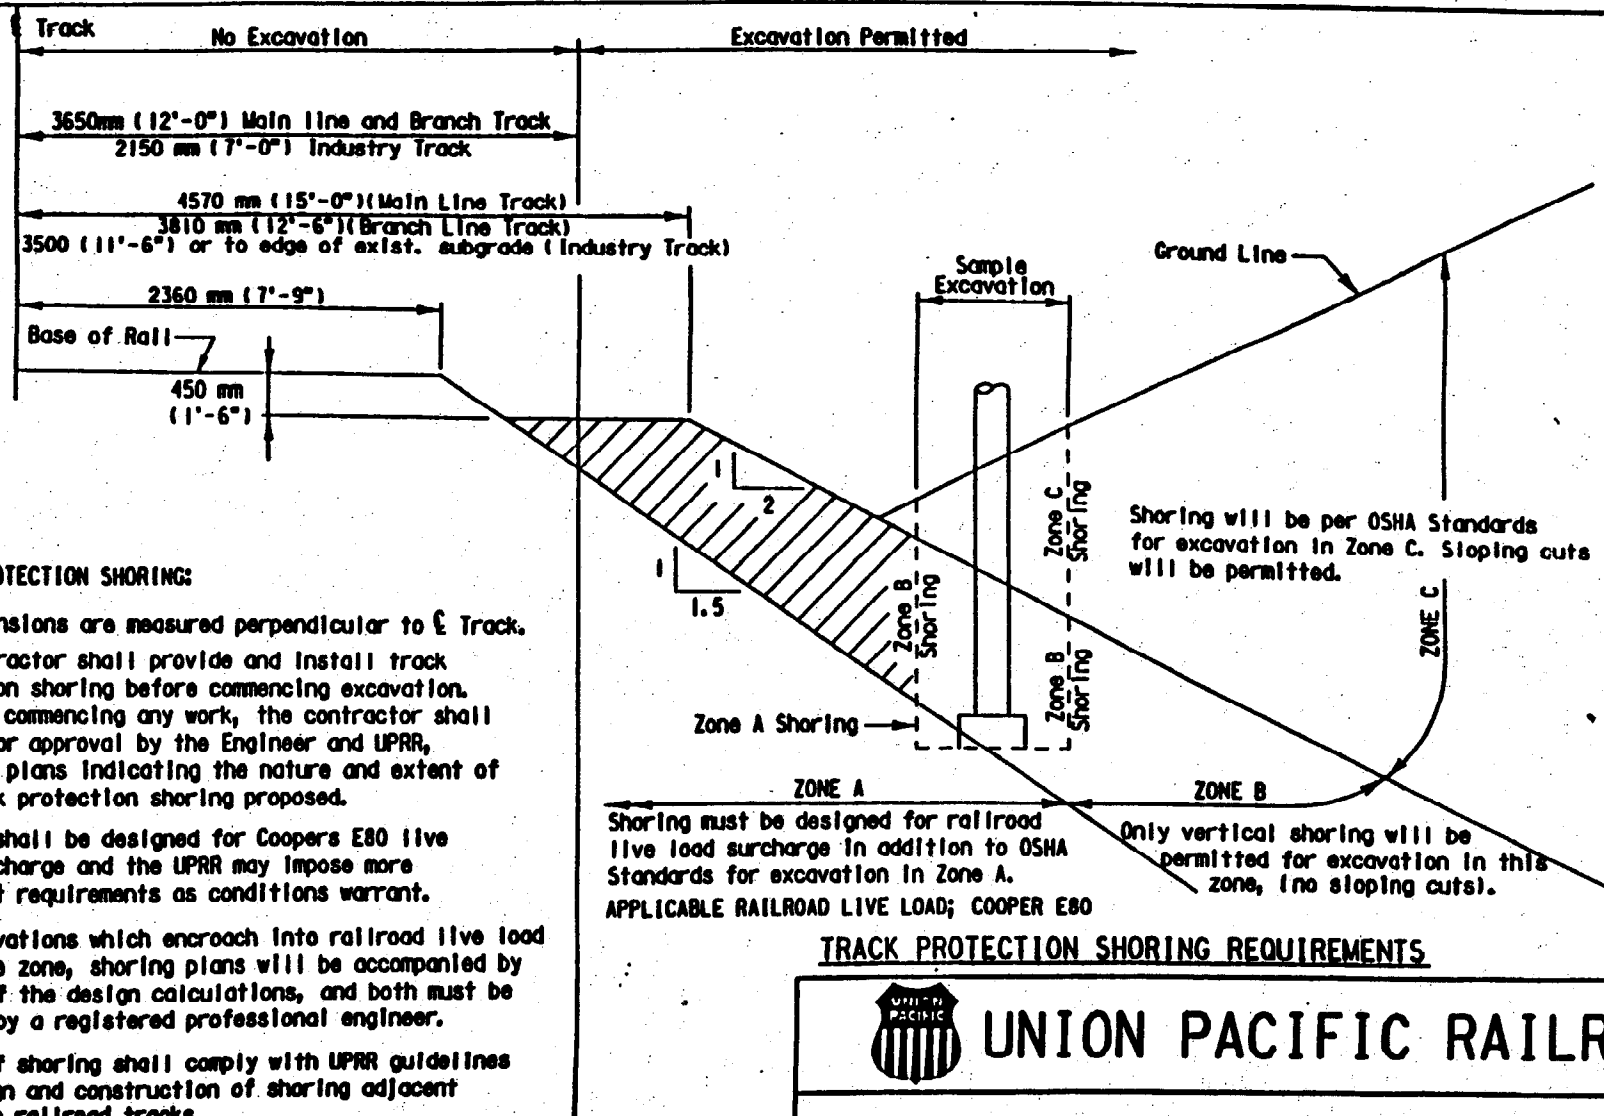 ℄ Track
No Excavation
Excavation Permitted
3650mm (12'-0") Main line and Branch Track
2150 mm (7'-0") Industry Track
4570 mm (15'-0")(Main Line Track)
3810 mm (12'-6")(Branch Line Track)
3500 (11'-6") or to edge of exist. subgrade (Industry Track)
2360 mm (7'-9")
Base of Rail
450 mm
(1'-6")
Sample
Excavation
Ground Line
1
2
1
1.5
Zone C
Shoring
Zone B
Shoring
Zone B
Shoring
Zone A Shoring
Shoring will be per OSHA Standards
for excavation in Zone C. Sloping cuts
will be permitted.
ZONE C
ZONE A
ZONE B
Shoring must be designed for railroad
live load surcharge in addition to OSHA
Standards for excavation in Zone A.
APPLICABLE RAILROAD LIVE LOAD; COOPER E80
Only vertical shoring will be
permitted for excavation in this
zone, (no sloping cuts).
TRACK PROTECTION SHORING REQUIREMENTS
OTECTION SHORING:
nsions are measured perpendicular to ℄ Track.
ractor shall provide and install track
on shoring before commencing excavation.
commencing any work, the contractor shall
or approval by the Engineer and UPRR,
plans indicating the nature and extent of
k protection shoring proposed.
shall be designed for Coopers E80 live
charge and the UPRR may impose more
t requirements as conditions warrant.
vations which encroach into railroad live load
e zone, shoring plans will be accompanied by
f the design calculations, and both must be
by a registered professional engineer.
f shoring shall comply with UPRR guidelines
gn and construction of shoring adjacent
railroad tracks
UNION
PACIFIC
UNION PACIFIC RAILR